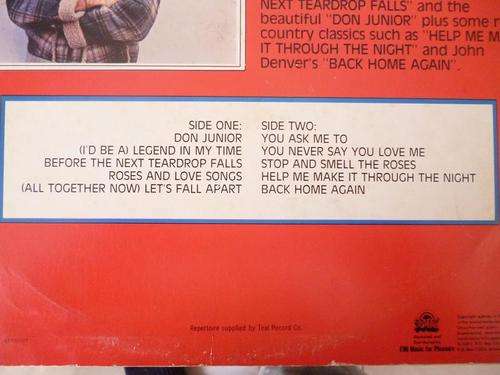 NEXT TEARDROP FALLS" and the
beautiful "DON JUNIOR" plus some
country classics such as "HELP ME
IT THROUGH THE NIGHT" and John
Denver's "BACK HOME AGAIN".
SIDE ONE:
DON JUNIOR
(I'D BE A) LEGEND IN MY TIME
BEFORE THE NEXT TEARDROP FALLS
ROSES AND LOVE SONGS
(ALL TOGETHER NOW) LET'S FALL APART
SIDE TWO:
YOU ASK ME TO
YOU NEVER SAY YOU LOVE ME
STOP AND SMELL THE ROSES
HELP ME MAKE IT THROUGH THE NIGHT
BACK HOME AGAIN
Repertoire supplied by Teal Record Co.